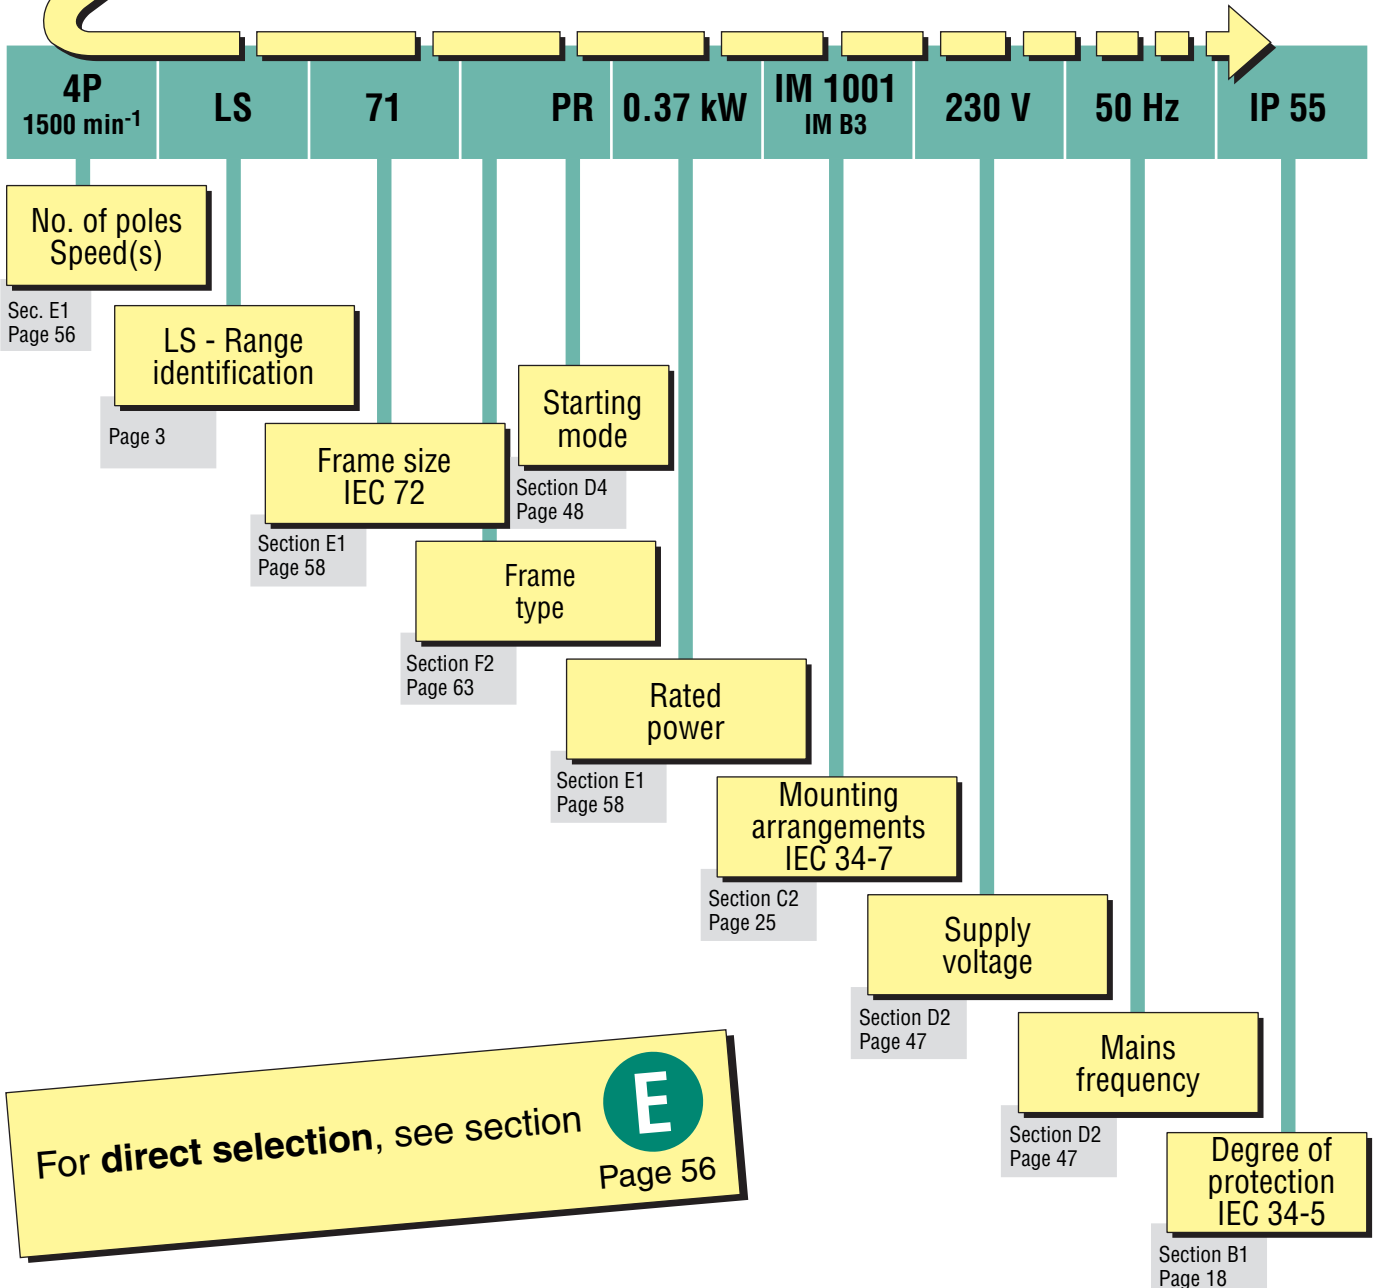 4P
1500 min-1
LS
71
PR
0.37 kW
IM 1001
IM B3
230 V
50 Hz
IP 55
No. of poles
Speed(s)
Sec. E1
Page 56
LS - Range
identification
Page 3
Starting
mode
Section D4
Page 48
Frame size
IEC 72
Section E1
Page 58
Frame
type
Section F2
Page 63
Rated
power
Section E1
Page 58
Mounting
arrangements
IEC 34-7
Section C2
Page 25
Supply
voltage
Section D2
Page 47
Mains
frequency
Section D2
Page 47
Degree of
protection
IEC 34-5
Section B1
Page 18
For direct selection, see section E
Page 56